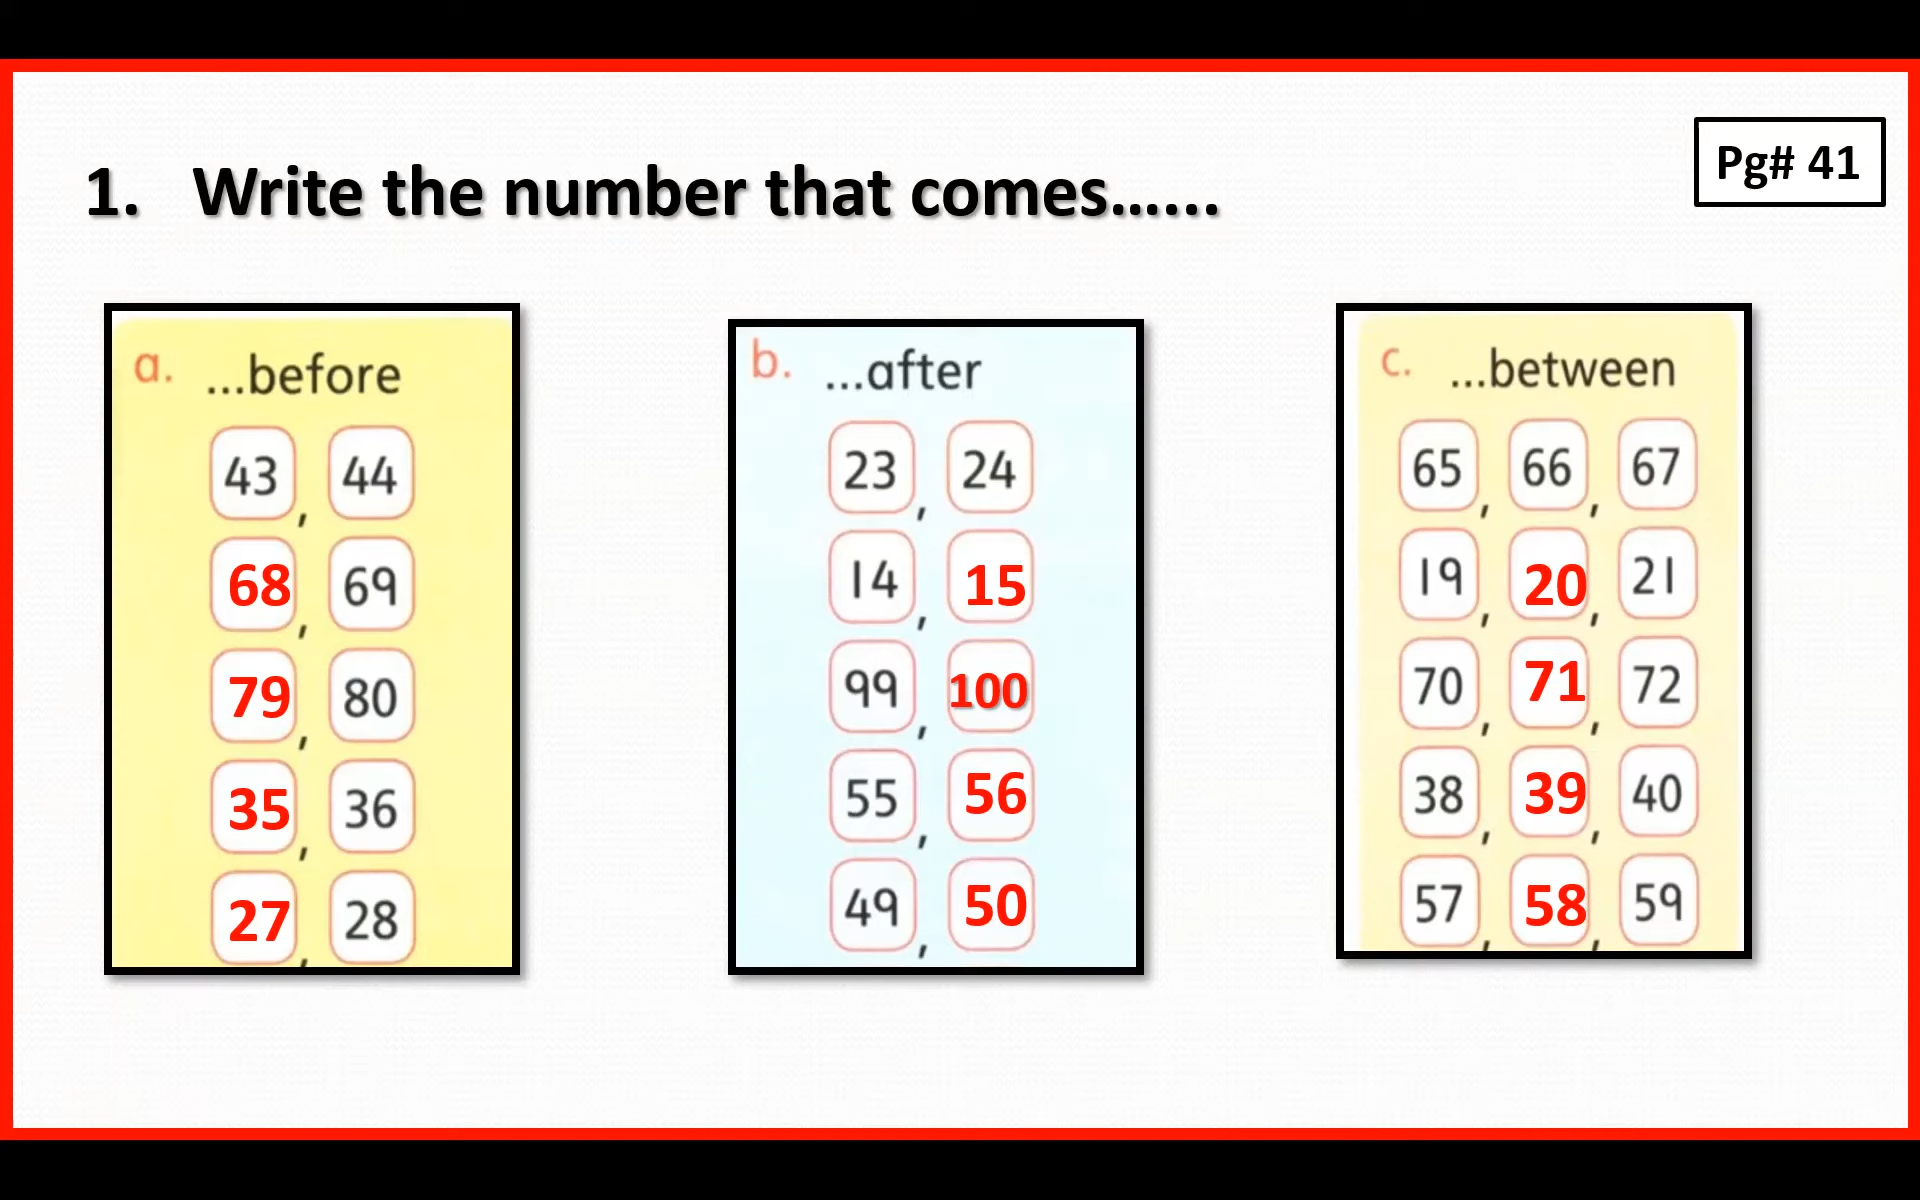 Pg# 41
1. Write the number that comes......
a. ...before
43 , 44
68 , 69
79 , 80
35 , 36
27 , 28
b. ...after
23 , 24
14 , 15
99 , 100
55 , 56
49 , 50
c. ...between
65 , 66 , 67
19 , 20 , 21
70 , 71 , 72
38 , 39 , 40
57 , 58 , 59